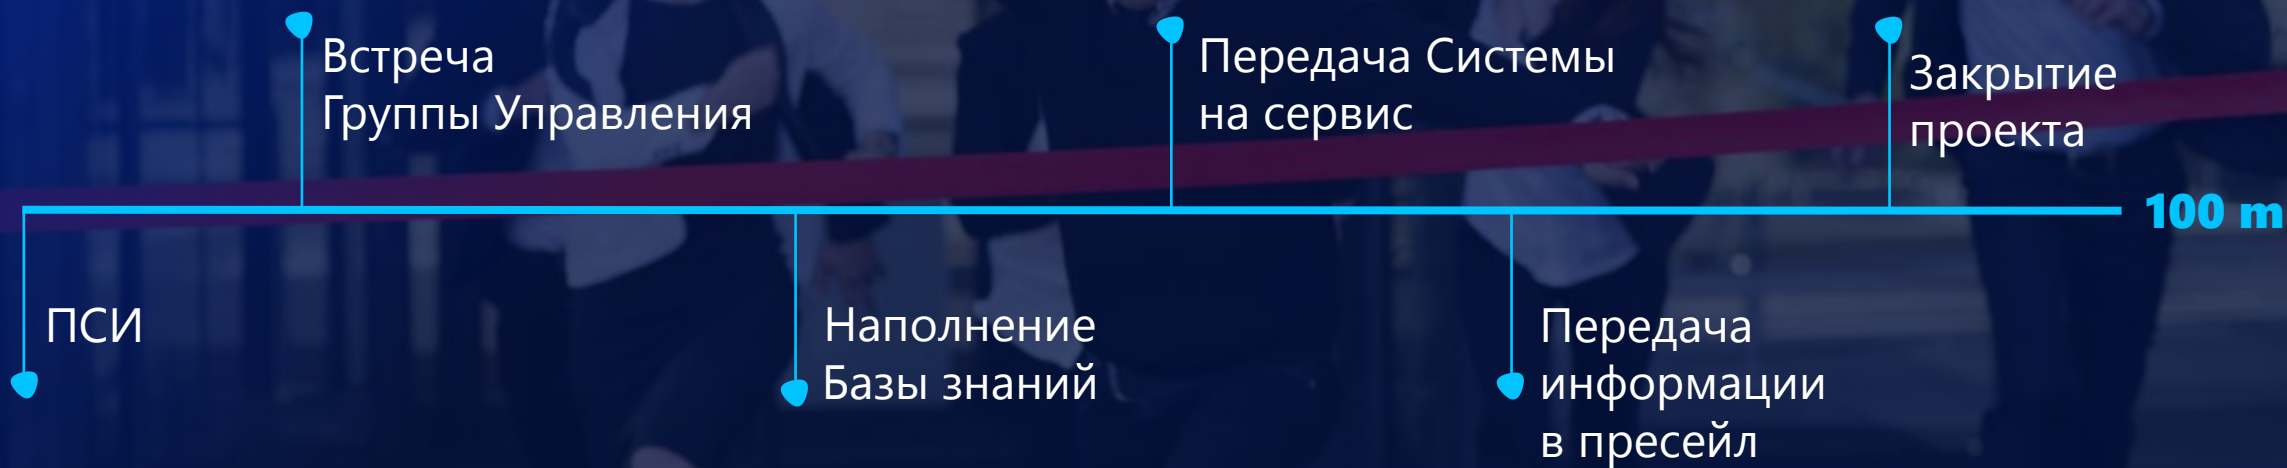 Встреча
Группы Управления
Передача Системы
на сервис
Закрытие
проекта
100 m
ПСИ
Наполнение
Базы знаний
Передача
информации
в пресейл